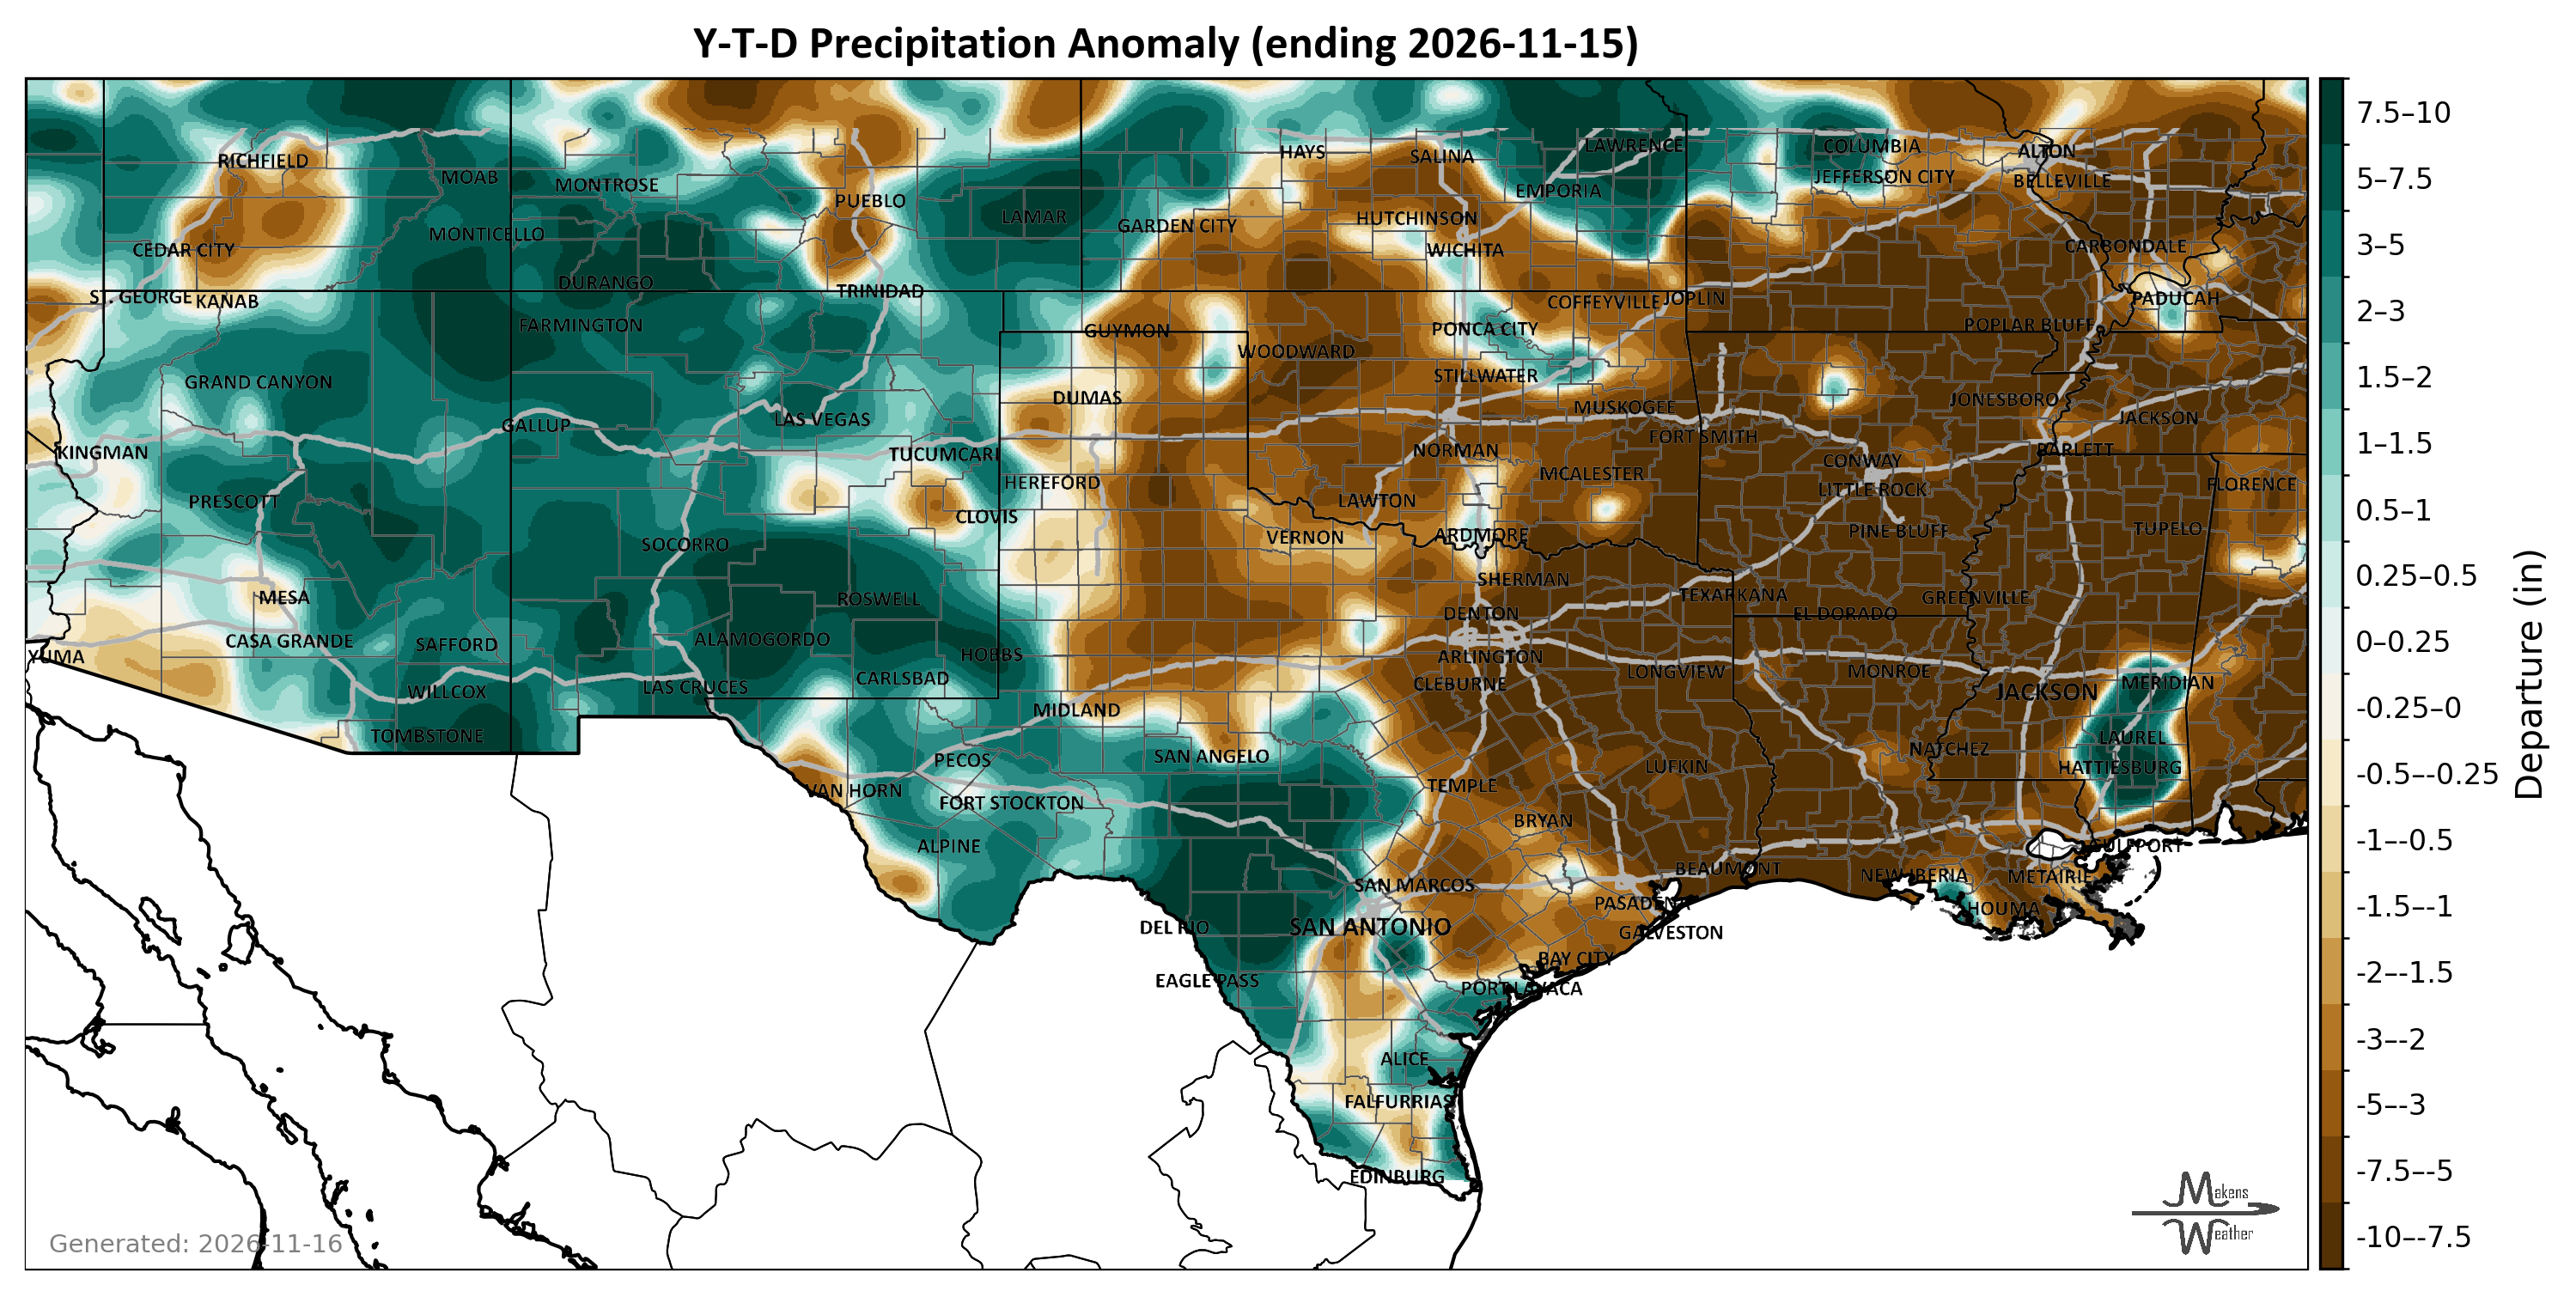 Y-T-D Precipitation Anomaly (ending 2026-11-15)
RICHFIELD
MOAB
MONTROSE
PUEBLO
LAMAR
HAYS
SALINA
LAWRENCE
EMPORIA
COLUMBIA
JEFFERSON CITY
ALTON
BELLEVILLE
CEDAR CITY
MONTICELLO
DURANGO
GARDEN CITY
HUTCHINSON
WICHITA
CARBONDALE
ST. GEORGE
KANAB
TRINIDAD
COFFEYVILLE
JOPLIN
PADUCAH
FARMINGTON
GUYMON
PONCA CITY
POPLAR BLUFF
WOODWARD
GRAND CANYON
STILLWATER
DUMAS
LAS VEGAS
GALLUP
MUSKOGEE
JONESBORO
JACKSON
FORT SMITH
KINGMAN
TUCUMCARI
NORMAN
BARLETT
CONWAY
HEREFORD
MCALESTER
LITTLE ROCK
FLORENCE
PRESCOTT
LAWTON
CLOVIS
PINE BLUFF
TUPELO
SOCORRO
VERNON
ARDMORE
SHERMAN
MESA
ROSWELL
TEXARKANA
GREENVILLE
DENTON
EL DORADO
CASA GRANDE
SAFFORD
ALAMOGORDO
YUMA
HOBBS
ARLINGTON
LONGVIEW
MONROE
WILLCOX
LAS CRUCES
CARLSBAD
CLEBURNE
JACKSON
MERIDIAN
MIDLAND
TOMBSTONE
LAUREL
NATCHEZ
PECOS
SAN ANGELO
LUFKIN
HATTIESBURG
VAN HORN
FORT STOCKTON
TEMPLE
BRYAN
ALPINE
GULFPORT
BEAUMONT
NEW IBERIA
METAIRIE
SAN MARCOS
PASADENA
HOUMA
DEL RIO
SAN ANTONIO
GALVESTON
BAY CITY
EAGLE PASS
PORT LAVACA
ALICE
FALFURRIAS
EDINBURG
7.5–10
5–7.5
3–5
2–3
1.5–2
1–1.5
0.5–1
0.25–0.5
0–0.25
-0.25–0
-0.5–-0.25
-1–-0.5
-1.5–-1
-2–-1.5
-3–-2
-5–-3
-7.5–-5
-10–-7.5
Departure (in)
Generated: 2026-11-16
Makens
Weather